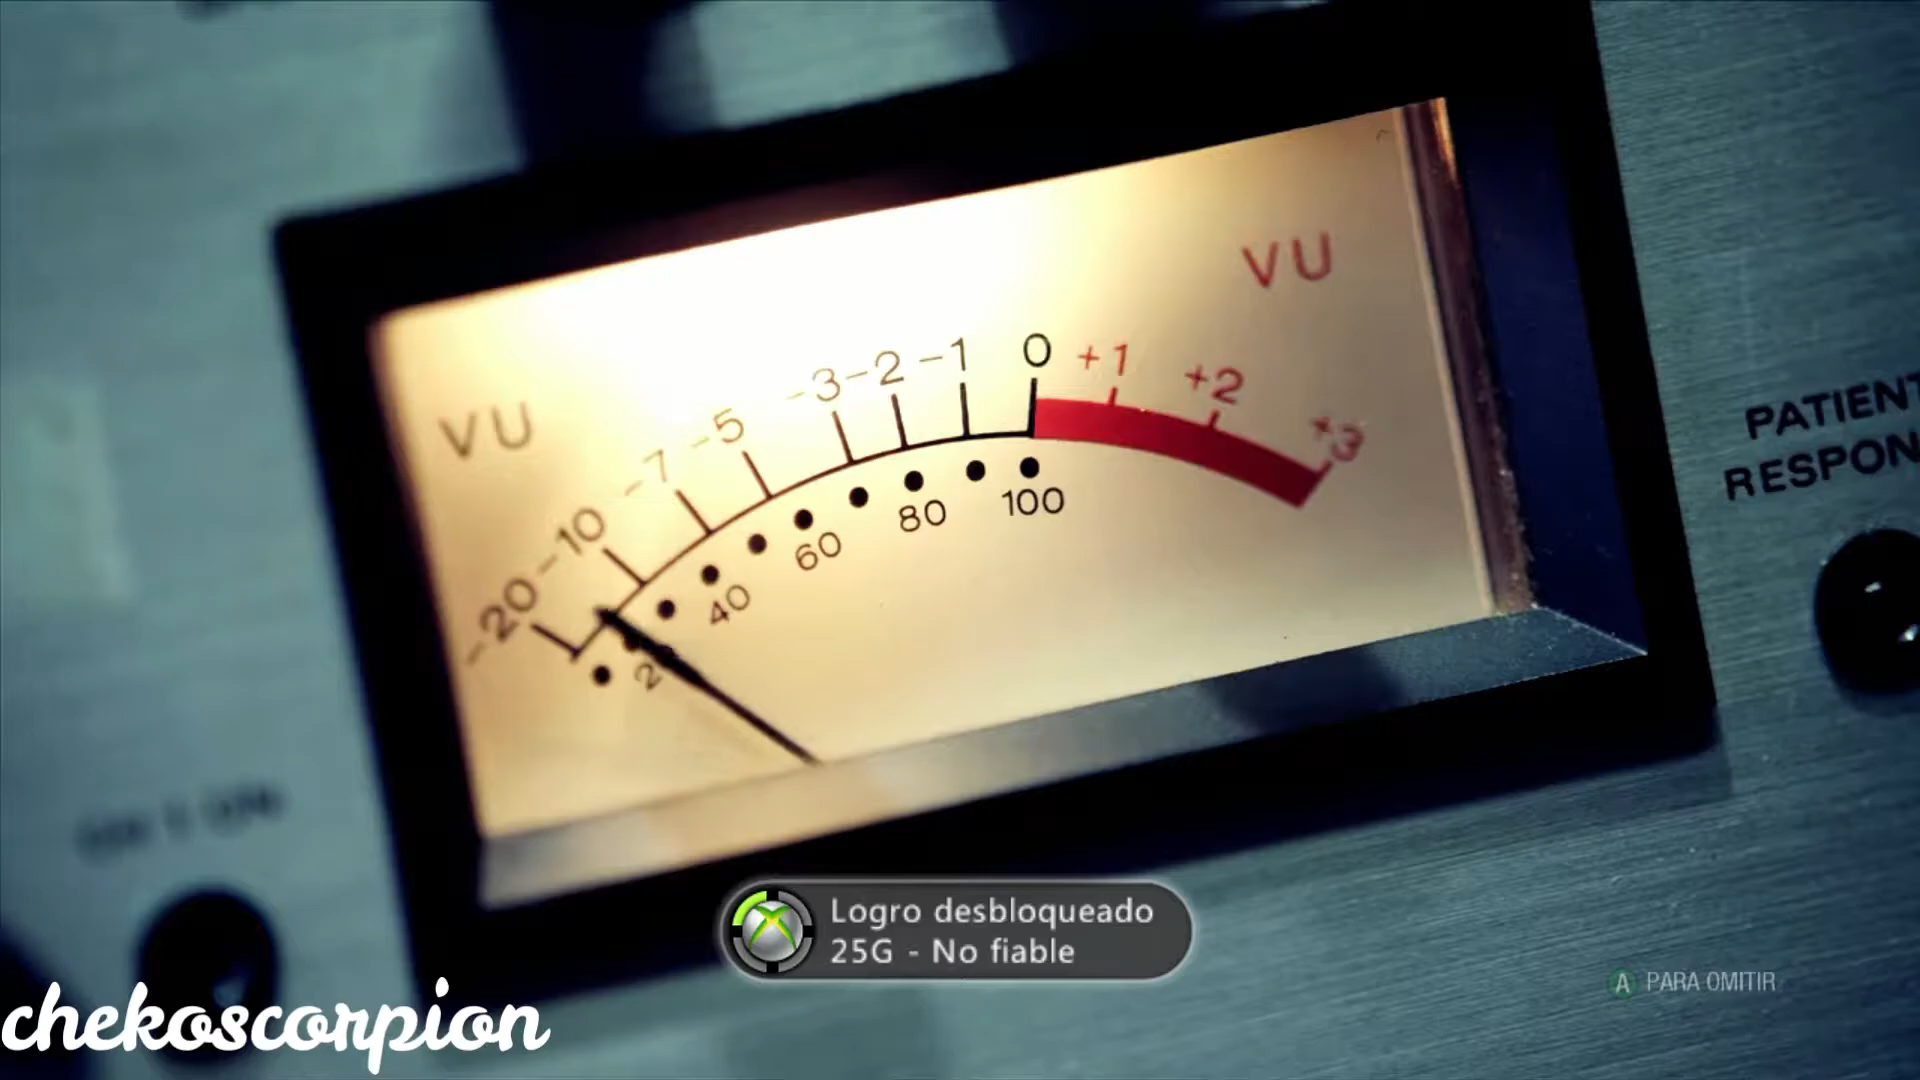 VU
VU
-20
-10
-7
-5
-3
-2
-1
0
+1
+2
+3
40
60
80
100
PATIENT
RESPON
Logro desbloqueado
25G - No fiable
A PARA OMITIR
chekoscorpion